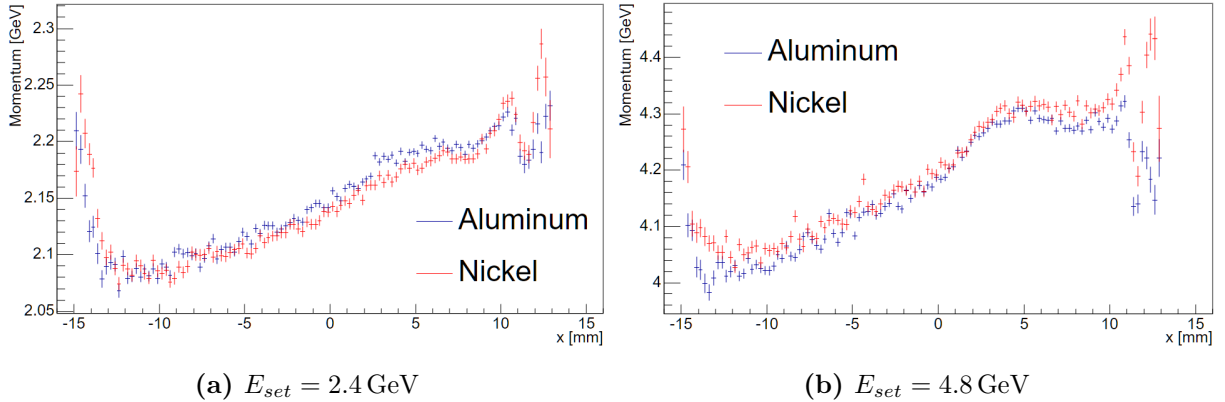 Momentum [GeV]
2.3
2.25
2.2
2.15
2.1
2.05
Aluminum
Nickel
−15 −10 −5 0 5 10 15
x [mm]
(a) E_set = 2.4 GeV
Momentum [GeV]
4.4
4.3
4.2
4.1
4
Aluminum
Nickel
−15 −10 −5 0 5 10 15
x [mm]
(b) E_set = 4.8 GeV